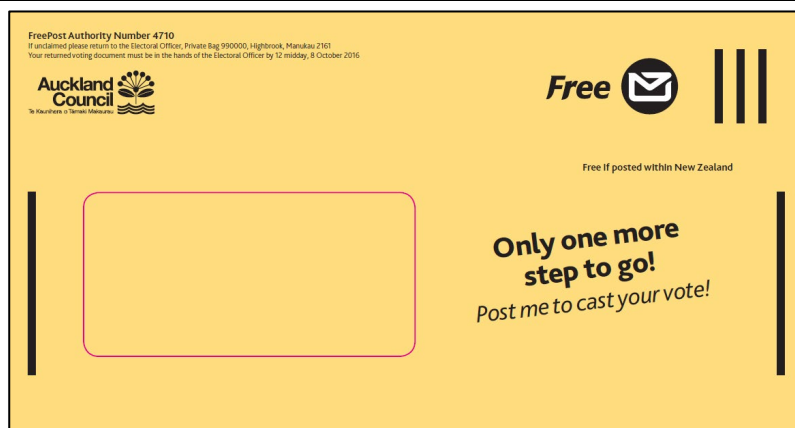 FreePost Authority Number 4710
If unclaimed please return to the Electoral Officer, Private Bag 990000, Highbrook, Manukau 2161
Your returned voting document must be in the hands of the Electoral Officer by 12 midday, 8 October 2016
Auckland
Council
Te Kaunihera o Tāmaki Makaurau
Free
Free if posted within New Zealand
Only one more
step to go!
Post me to cast your vote!